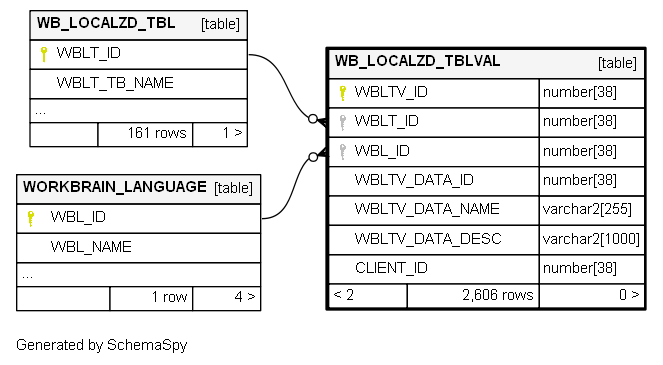 WB_LOCALZD_TBL [table]
WBLT_ID
WBLT_TB_NAME
...
161 rows 1 >
WORKBRAIN_LANGUAGE [table]
WBL_ID
WBL_NAME
...
1 row 4 >
WB_LOCALZD_TBLVAL [table]
WBLTV_ID number[38]
WBLT_ID number[38]
WBL_ID number[38]
WBLTV_DATA_ID number[38]
WBLTV_DATA_NAME varchar2[255]
WBLTV_DATA_DESC varchar2[1000]
CLIENT_ID number[38]
< 2 2,606 rows 0 >
Generated by SchemaSpy